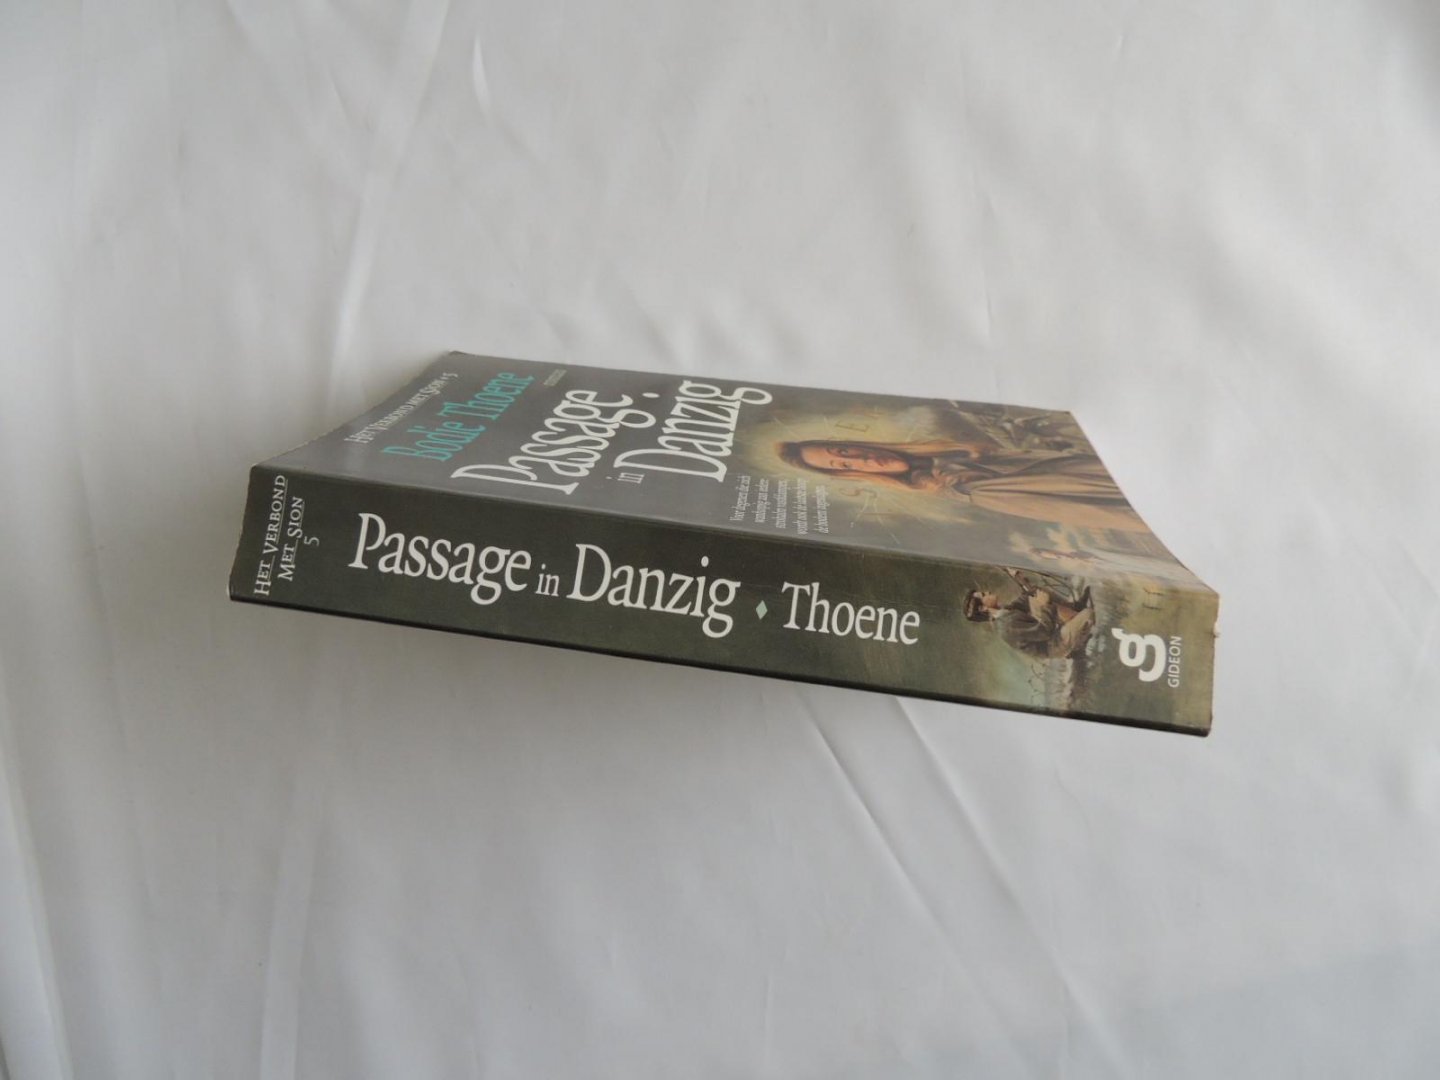 HET VERBOND MET SION • 5
Bodie Thoene
Passage
in Danzig
HET VERBOND
MET SION
5
Passage in Danzig ♦ Thoene
g
GIDEON